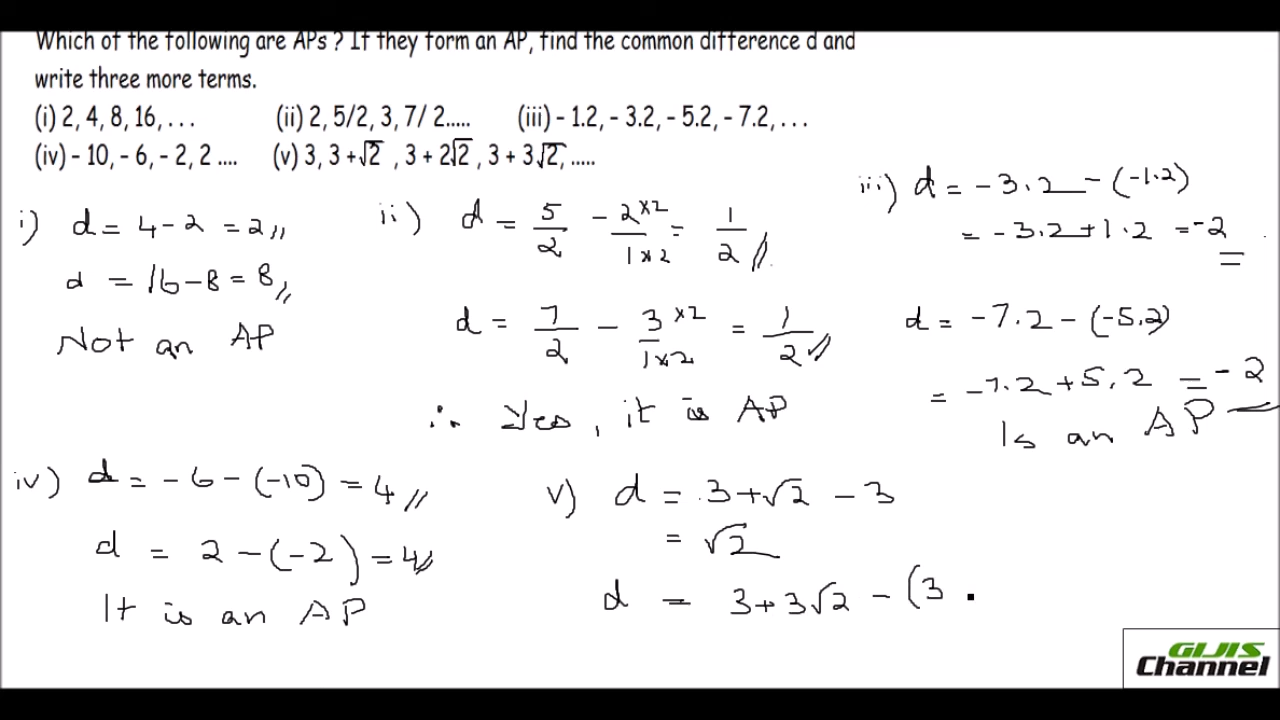 Which of the following are APs ? If they form an AP, find the common difference d and
write three more terms.
(i) 2, 4, 8, 16, . . . (ii) 2, 5/2, 3, 7/ 2..... (iii) - 1.2, - 3.2, - 5.2, - 7.2, . . .
(iv) - 10, - 6, - 2, 2 .... (v) 3, 3 + √2 , 3 + 2√2 , 3 + 3√2, .....
i) d = 4 - 2 = 2 //
d = 16 - 8 = 8 //
Not an AP
ii) d = 5/2 - 2×2/1×2 = 1/2 //
d = 7/2 - 3×2/1×2 = 1/2 //
∴ Yes, it is AP
iii) d = -3.2 - (-1.2)
= -3.2 + 1.2 = -2
d = -7.2 - (-5.2)
= -7.2 + 5.2 = -2
Is an AP
iv) d = -6 - (-10) = 4 //
d = 2 - (-2) = 4 //
It is an AP
v) d = 3 + √2 - 3
= √2
d = 3 + 3√2 - (3
GIJIS
Channel